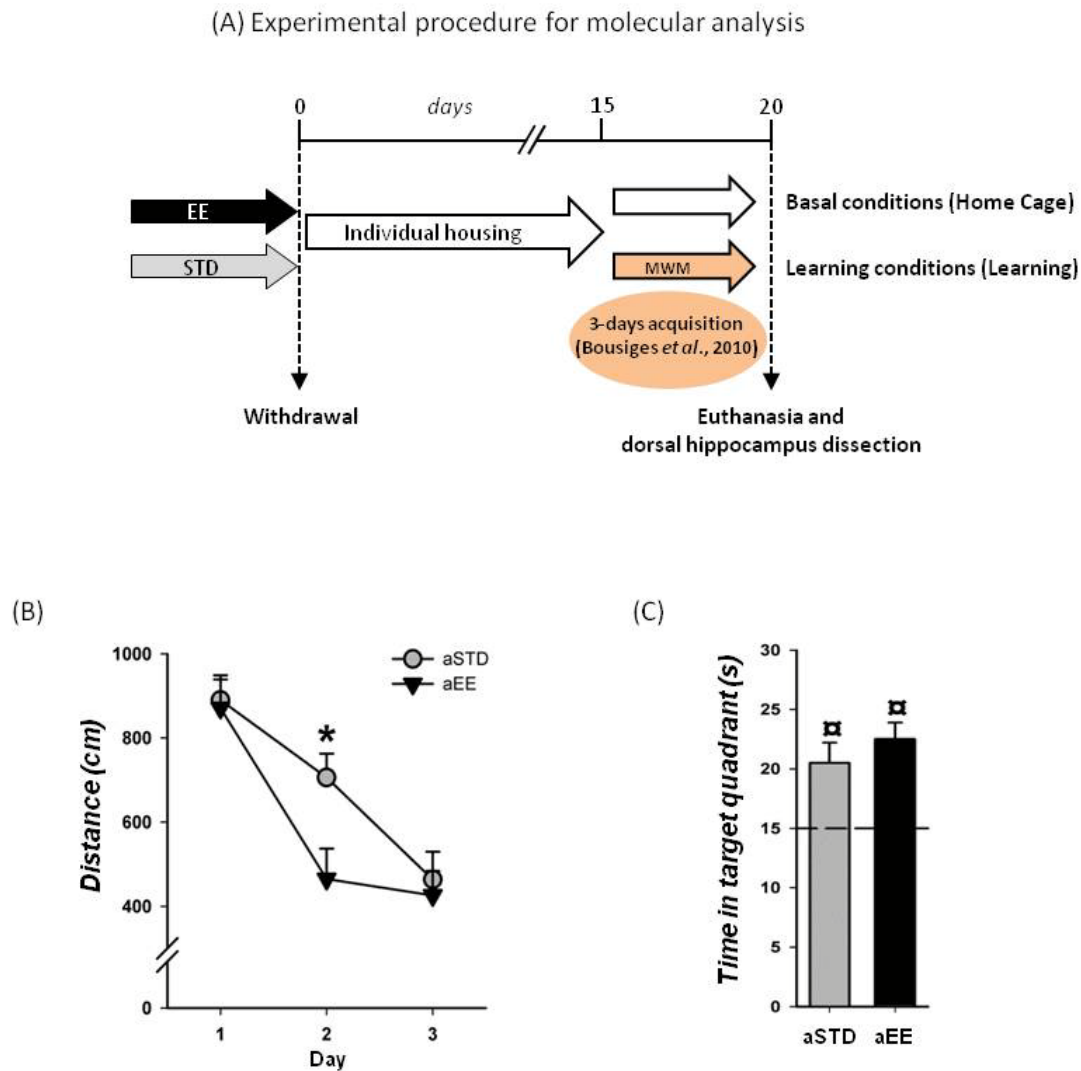 (A) Experimental procedure for molecular analysis
0
days
15
20
EE
STD
Individual housing
MWM
Basal conditions (Home Cage)
Learning conditions (Learning)
3-days acquisition
(Bousiges et al., 2010)
Withdrawal
Euthanasia and
dorsal hippocampus dissection
(B)
Distance (cm)
1000
800
600
400
0
aSTD
aEE
*
1
2
3
Day
(C)
Time in target quadrant (s)
30
25
20
15
10
5
0
¤
¤
aSTD
aEE